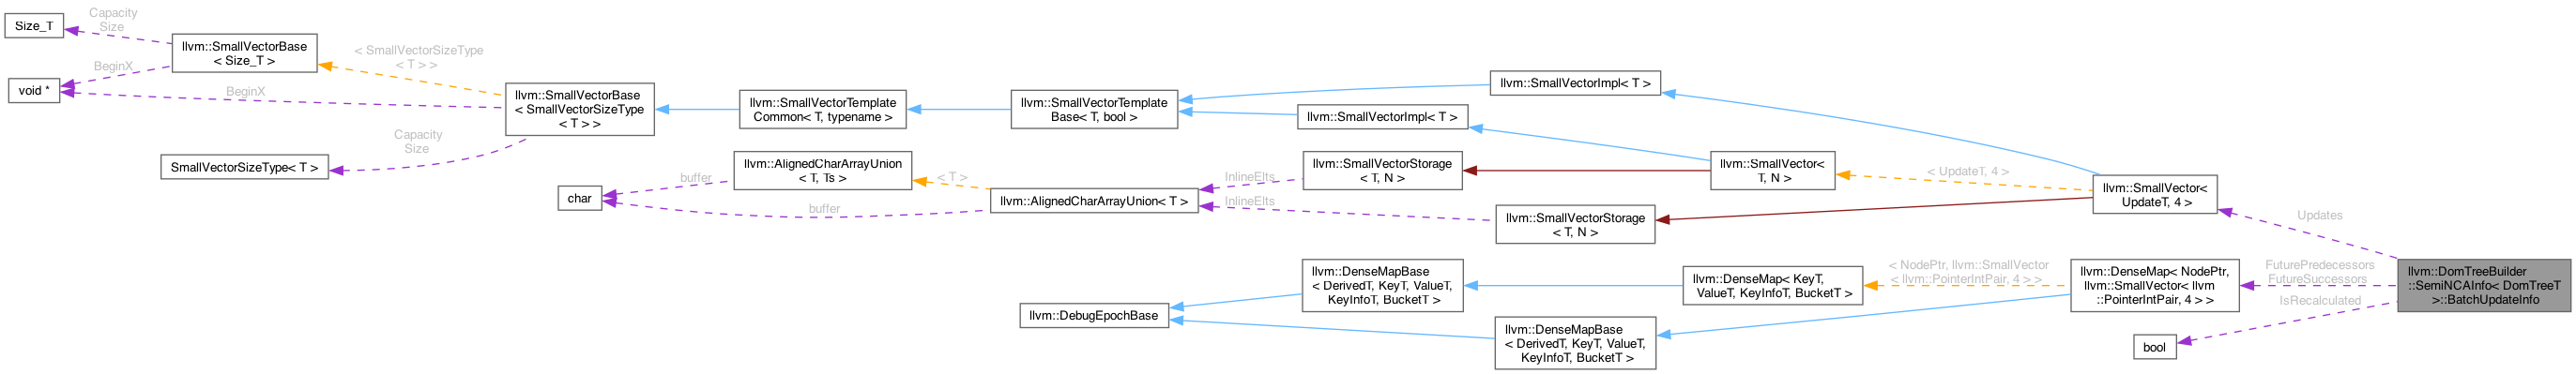 Size_T
Capacity
Size
llvm::SmallVectorBase
< Size_T >
void *
BeginX
< SmallVectorSizeType
< T > >
BeginX
llvm::SmallVectorBase
< SmallVectorSizeType
< T > >
Capacity
Size
SmallVectorSizeType< T >
llvm::SmallVectorTemplate
Common< T, typename >
llvm::SmallVectorTemplate
Base< T, bool >
llvm::SmallVectorImpl< T >
llvm::SmallVectorImpl< T >
char
buffer
llvm::AlignedCharArrayUnion
< T, Ts >
< T >
buffer
llvm::AlignedCharArrayUnion< T >
InlineElts
InlineElts
llvm::SmallVectorStorage
< T, N >
llvm::SmallVectorStorage
< T, N >
llvm::SmallVector<
T, N >
< UpdateT, 4 >
llvm::SmallVector<
UpdateT, 4 >
Updates
llvm::DebugEpochBase
llvm::DenseMapBase
< DerivedT, KeyT, ValueT,
KeyInfoT, BucketT >
llvm::DenseMapBase
< DerivedT, KeyT, ValueT,
KeyInfoT, BucketT >
llvm::DenseMap< KeyT,
ValueT, KeyInfoT, BucketT >
< NodePtr, llvm::SmallVector
< llvm::PointerIntPair, 4 > >
llvm::DenseMap< NodePtr,
llvm::SmallVector< llvm
::PointerIntPair, 4 > >
FuturePredecessors
FutureSuccessors
IsRecalculated
bool
llvm::DomTreeBuilder
::SemiNCAInfo< DomTreeT
>::BatchUpdateInfo